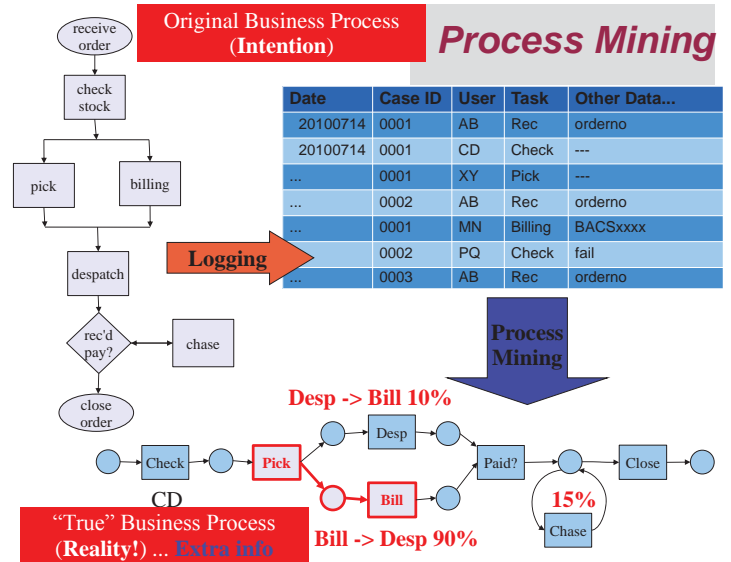 receive
order
Original Business Process
(Intention)
Process Mining
check
stock
pick
billing
despatch
rec'd
pay?
chase
close
order
Date Case ID User Task Other Data...
20100714 0001 AB Rec orderno
20100714 0001 CD Check ---
... 0001 XY Pick ---
... 0002 AB Rec orderno
... 0001 MN Billing BACSxxxx
0002 PQ Check fail
... 0003 AB Rec orderno
Logging
Process
Mining
Desp -> Bill 10%
Check
Pick
Desp
Bill
Paid?
Close
CD
15%
Chase
"True" Business Process
(Reality!) ... Extra info
Bill -> Desp 90%